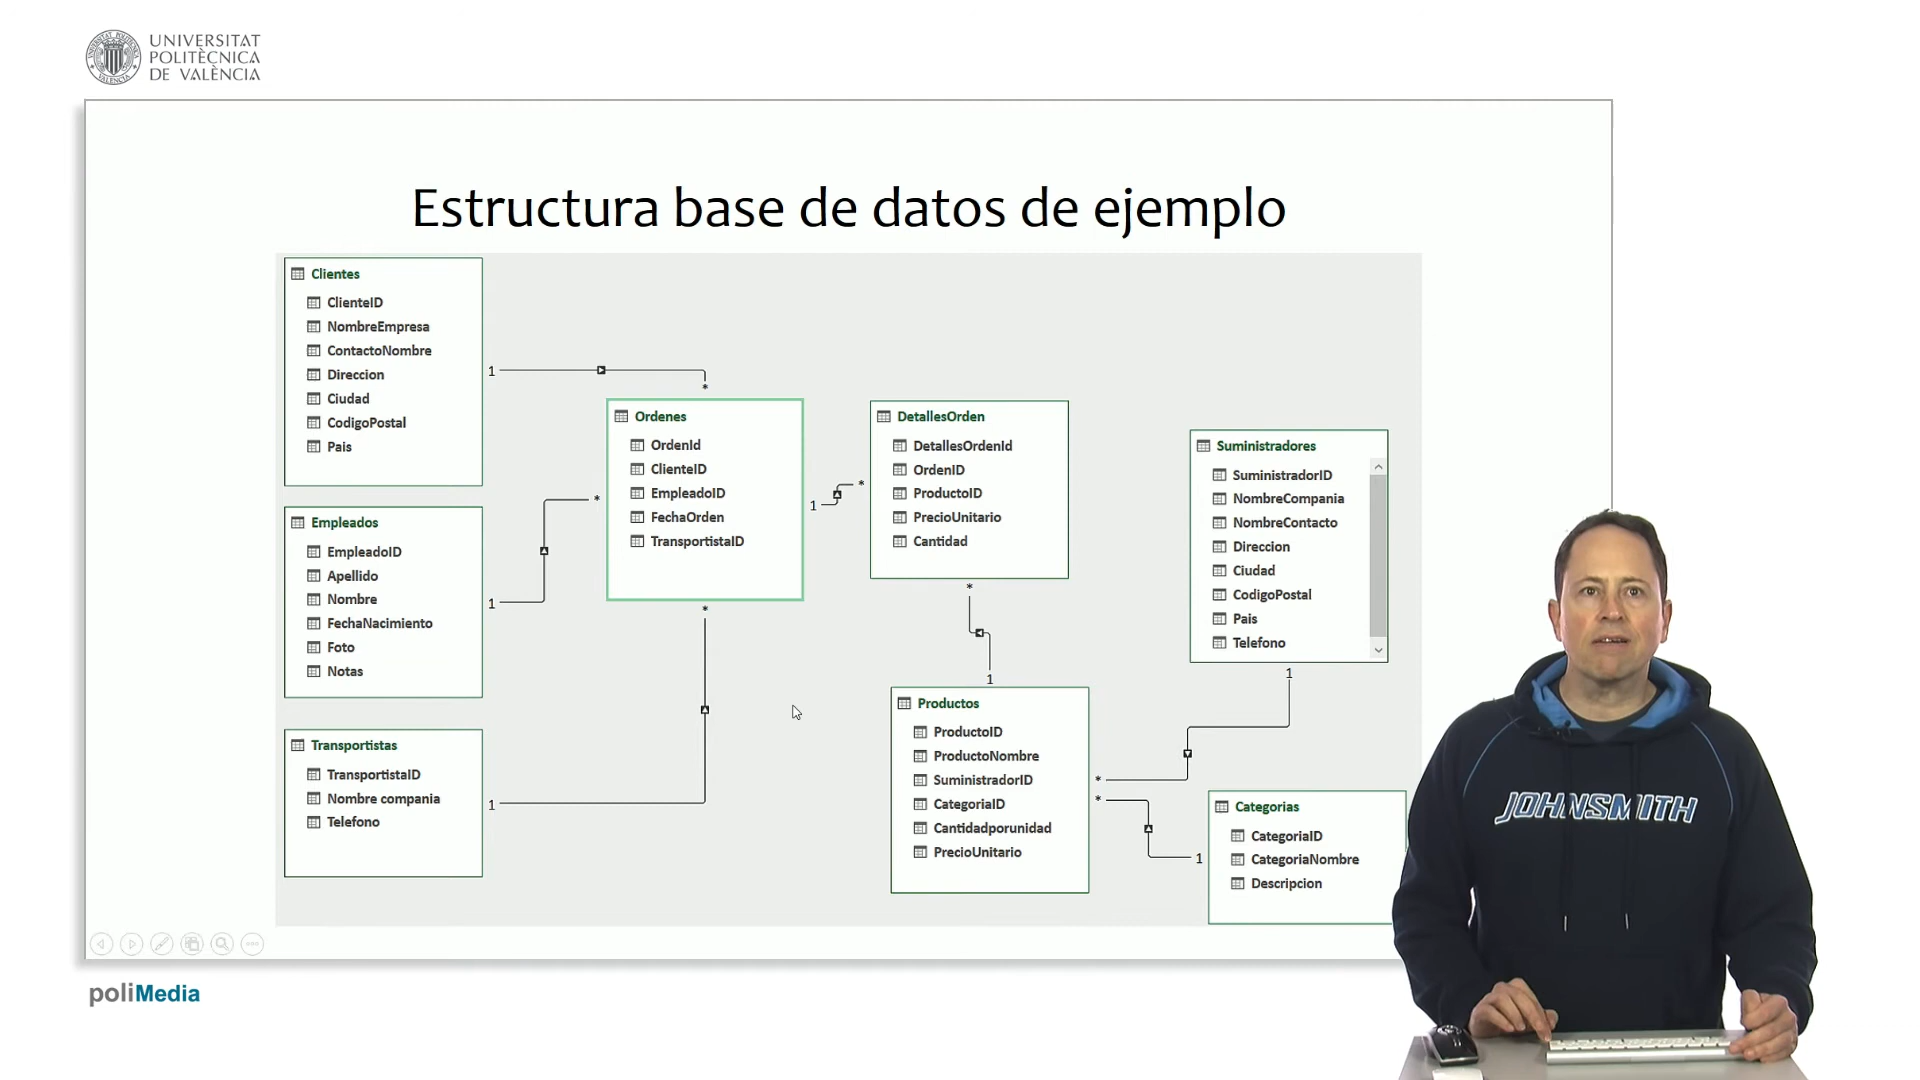 UNIVERSITAT
POLITÈCNICA
DE VALÈNCIA
Estructura base de datos de ejemplo
Clientes
ClienteID
NombreEmpresa
ContactoNombre
Direccion
Ciudad
CodigoPostal
Pais
1
*
Empleados
EmpleadoID
Apellido
Nombre
FechaNacimiento
Foto
Notas
1
*
Transportistas
TransportistaID
Nombre compania
Telefono
1
*
Ordenes
OrdenId
ClienteID
EmpleadoID
FechaOrden
TransportistaID
1
*
DetallesOrden
DetallesOrdenId
OrdenID
ProductoID
PrecioUnitario
Cantidad
*
1
Productos
ProductoID
ProductoNombre
SuministradorID
CategoriaID
Cantidadporunidad
PrecioUnitario
*
*
Suministradores
SuministradorID
NombreCompania
NombreContacto
Direccion
Ciudad
CodigoPostal
Pais
Telefono
1
Categorias
CategoriaID
CategoriaNombre
Descripcion
1
JOHNSMITH
poliMedia